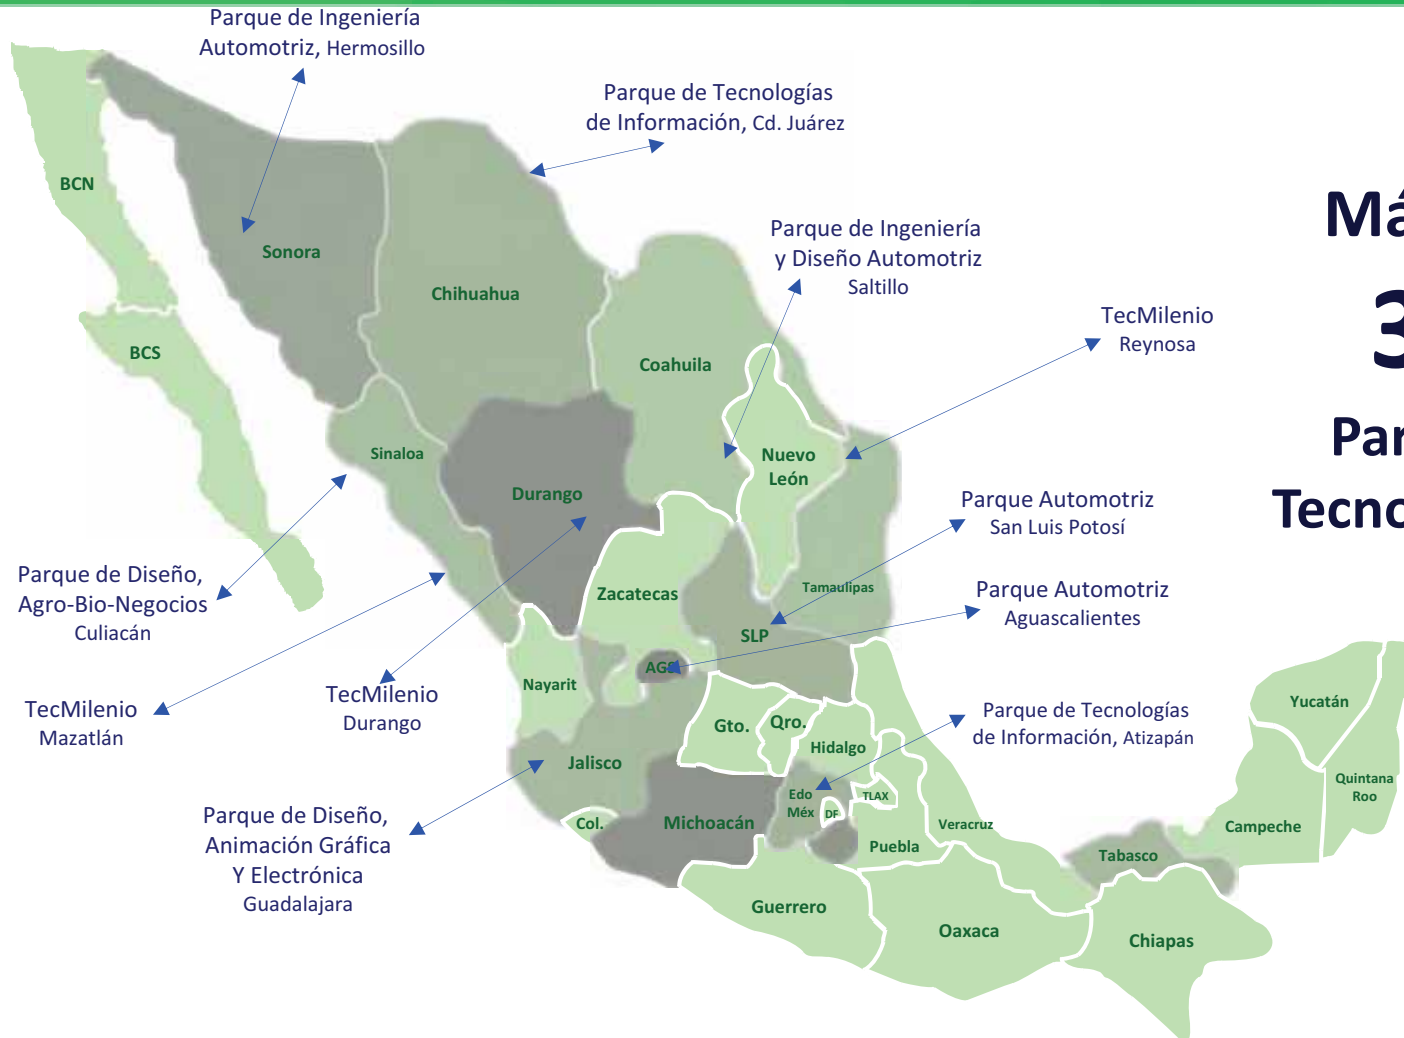 Parque de Ingeniería
Automotriz, Hermosillo
Parque de Tecnologías
de Información, Cd. Juárez
BCN
Sonora
Chihuahua
Parque de Ingeniería
y Diseño Automotriz
Saltillo
TecMilenio
Reynosa
BCS
Coahuila
Sinaloa
Nuevo
León
Durango
Parque Automotriz
San Luis Potosí
Parque de Diseño,
Agro-Bio-Negocios
Culiacán
Zacatecas
Tamaulipas
Parque Automotriz
Aguascalientes
SLP
AGS
Nayarit
TecMilenio
Durango
TecMilenio
Mazatlán
Gto.
Qro.
Hidalgo
Parque de Tecnologías
de Información, Atizapán
Yucatán
Jalisco
Quintana
Roo
Edo
Méx
DF
TLAX
Parque de Diseño,
Animación Gráfica
Y Electrónica
Guadalajara
Col.
Michoacán
Veracruz
Puebla
Campeche
Tabasco
Guerrero
Oaxaca
Chiapas
Má
3
Par
Tecno